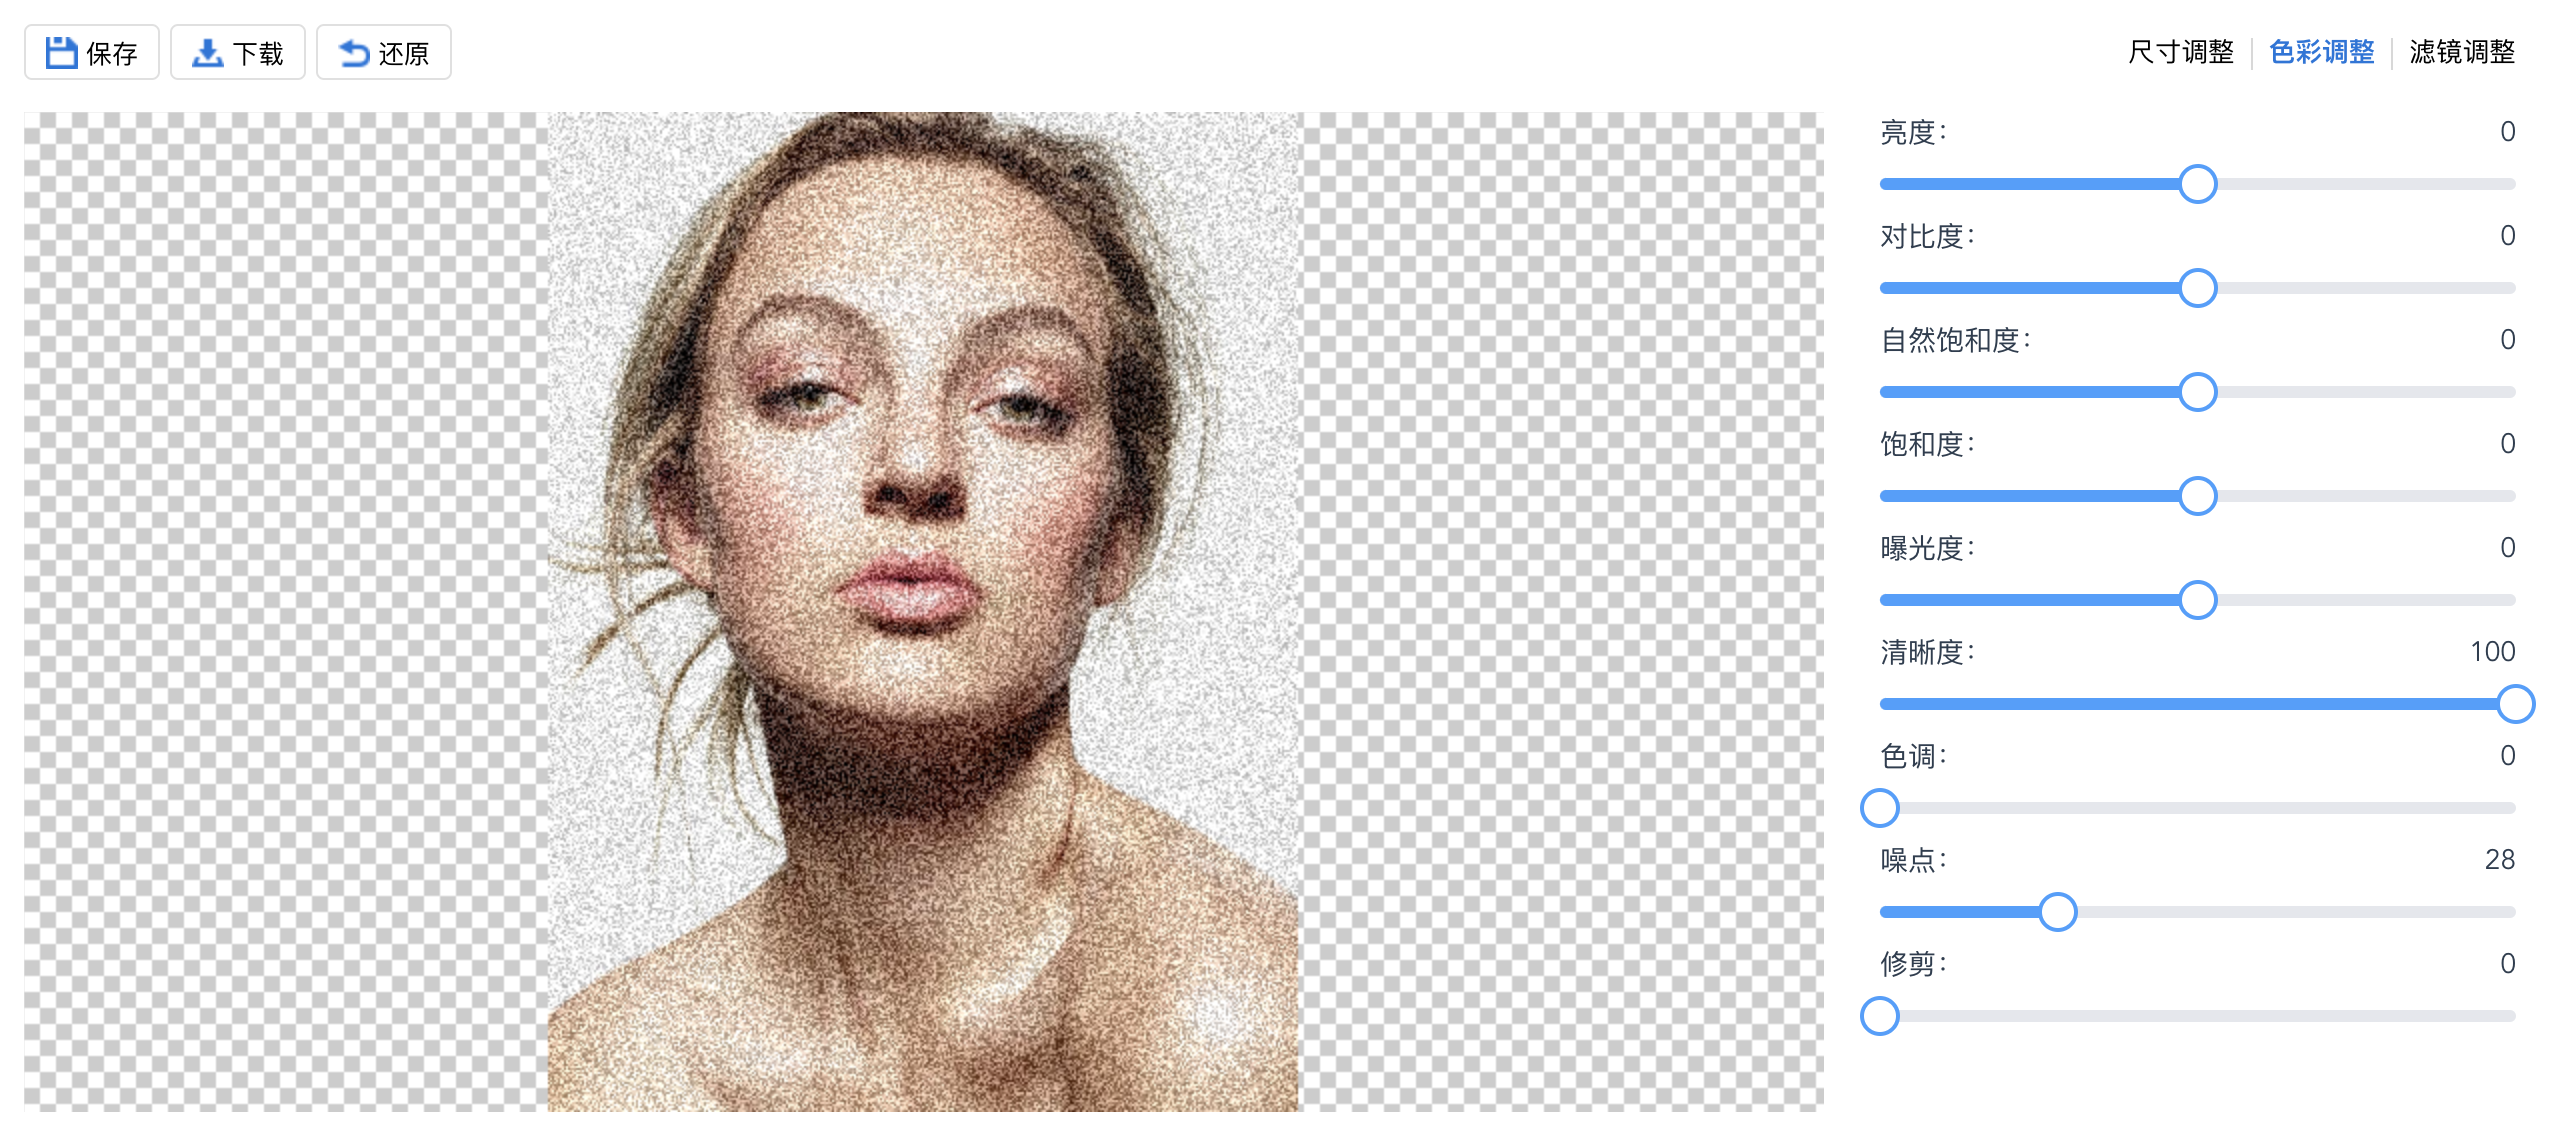 保存 下载 还原 尺寸调整 色彩调整 滤镜调整
亮度: 0
对比度: 0
自然饱和度: 0
饱和度: 0
曝光度: 0
清晰度: 100
色调: 0
噪点: 28
修剪: 0